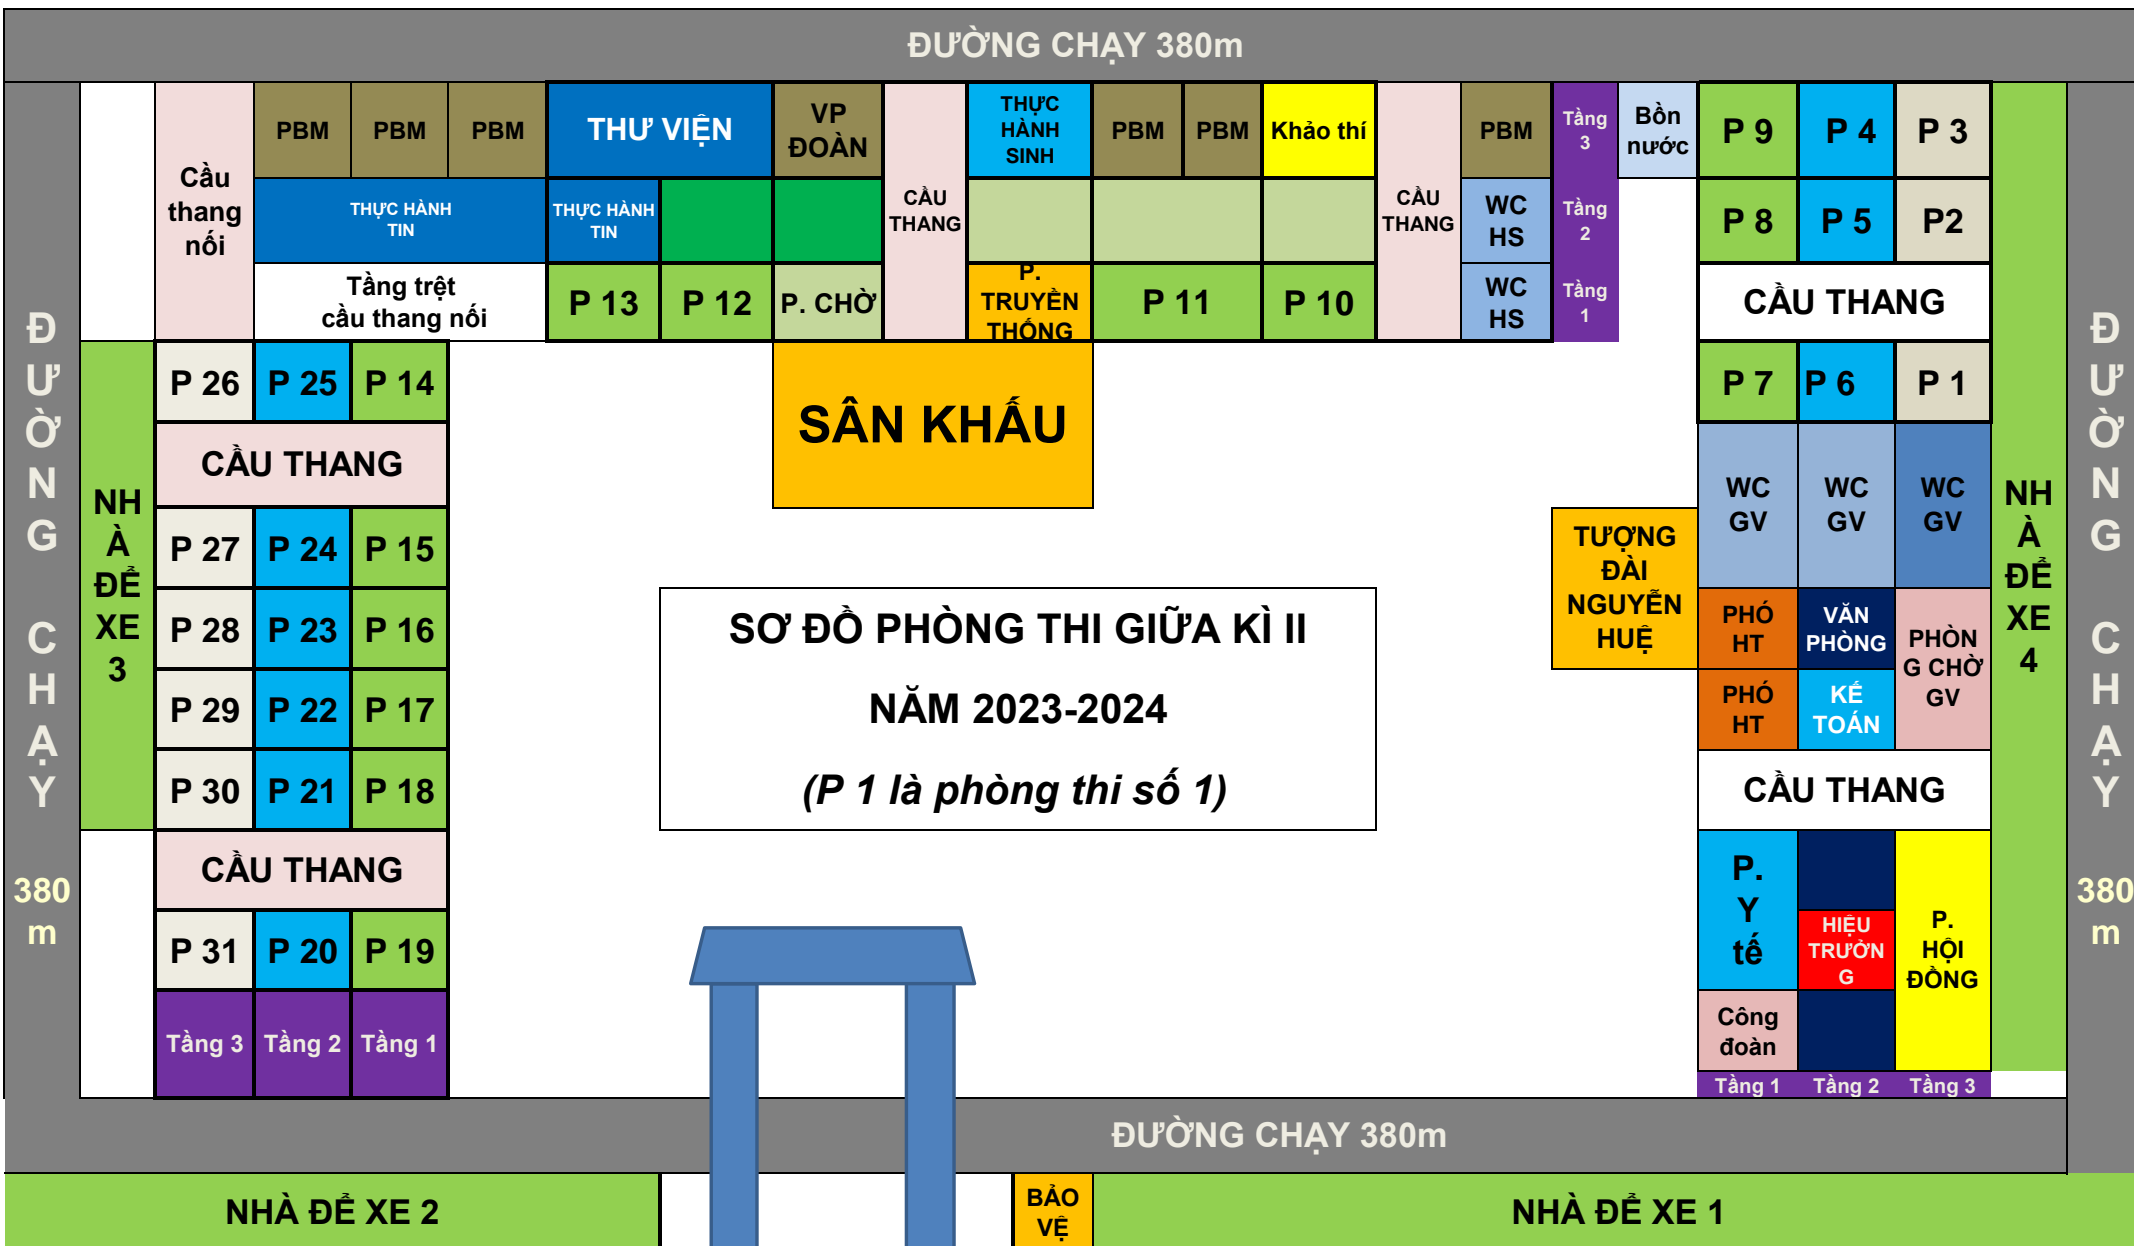 ĐƯỜNG CHẠY 380m
Cầu
thang
nối
PBM
PBM
PBM
THƯ VIỆN
VP
ĐOÀN
CẦU
THANG
THỰC
HÀNH
SINH
PBM
PBM
Khảo thí
CẦU
THANG
PBM
Tầng
3
Bồn
nước
P 9
P 4
P 3
THỰC HÀNH
TIN
THỰC HÀNH
TIN
WC
HS
Tầng
2
P 8
P 5
P2
Tầng trệt
cầu thang nối
P 13
P 12
P. CHỜ
P.
TRUYỀN
THỐNG
P 11
P 10
WC
HS
Tầng
1
CẦU THANG
Đ
Ư
Ờ
N
G
C
H
Ạ
Y
380
m
NH
À
ĐỂ
XE
3
P 26
P 25
P 14
CẦU THANG
P 27
P 24
P 15
P 28
P 23
P 16
P 29
P 22
P 17
P 30
P 21
P 18
CẦU THANG
P 31
P 20
P 19
Tầng 3
Tầng 2
Tầng 1
SÂN KHẤU
SƠ ĐỒ PHÒNG THI GIỮA KÌ II
NĂM 2023-2024
(P 1 là phòng thi số 1)
TƯỢNG
ĐÀI
NGUYỄN
HUỆ
P 7
P 6
P 1
WC
GV
WC
GV
WC
GV
PHÓ
HT
VĂN
PHÒNG
PHÒN
G CHỜ
GV
PHÓ
HT
KẾ
TOÁN
CẦU THANG
P.
Y
tế
HIỆU
TRƯỞN
G
P.
HỘI
ĐỒNG
Công
đoàn
Tầng 1
Tầng 2
Tầng 3
NH
À
ĐỂ
XE
4
Đ
Ư
Ờ
N
G
C
H
Ạ
Y
380
m
ĐƯỜNG CHẠY 380m
NHÀ ĐỂ XE 2
BẢO
VỆ
NHÀ ĐỂ XE 1